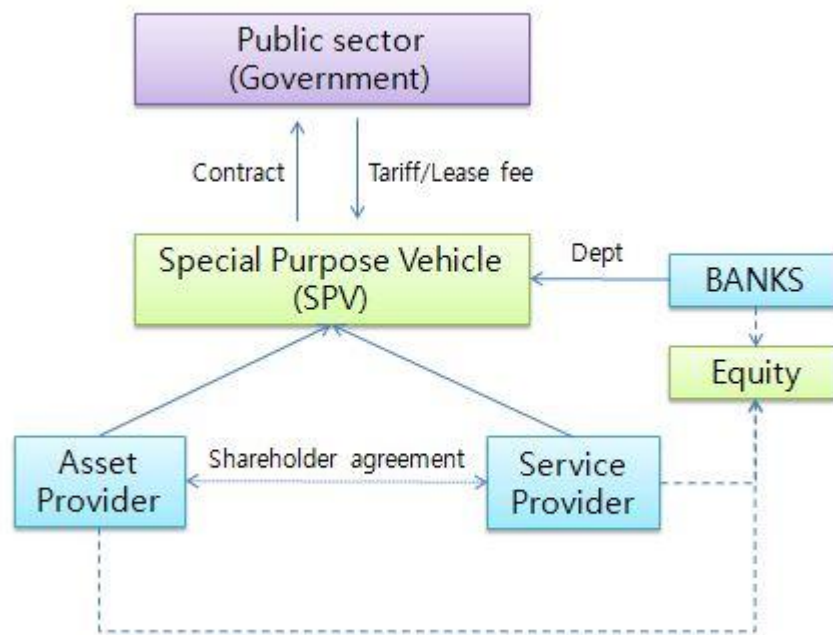 Public sector
(Government)
Contract
Tariff/Lease fee
Special Purpose Vehicle
(SPV)
Dept
BANKS
Equity
Asset
Provider
Shareholder agreement
Service
Provider